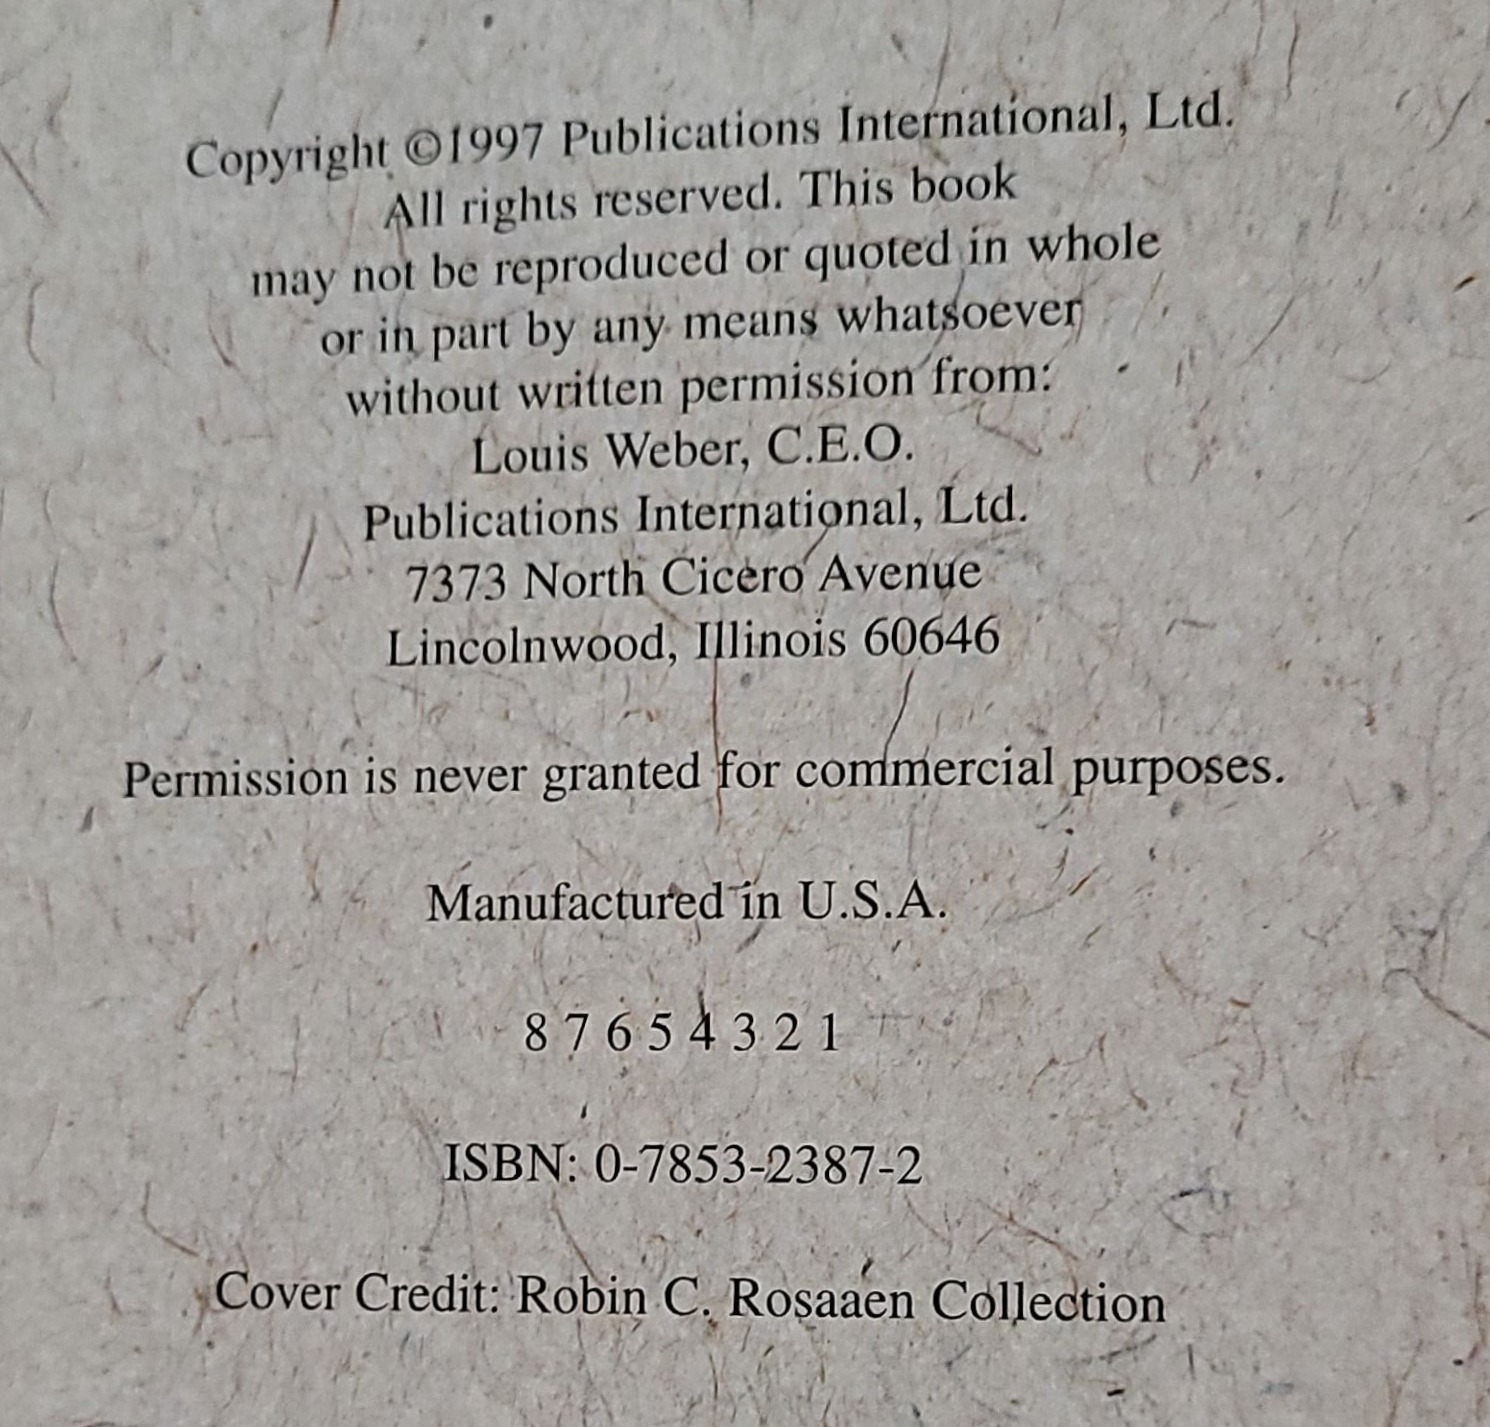 Copyright ©1997 Publications International, Ltd.
All rights reserved. This book
may not be reproduced or quoted in whole
or in part by any means whatsoever
without written permission from:
Louis Weber, C.E.O.
Publications International, Ltd.
7373 North Cicero Avenue
Lincolnwood, Illinois 60646
Permission is never granted for commercial purposes.
Manufactured in U.S.A.
8 7 6 5 4 3 2 1
ISBN: 0-7853-2387-2
Cover Credit: Robin C. Rosaaen Collection